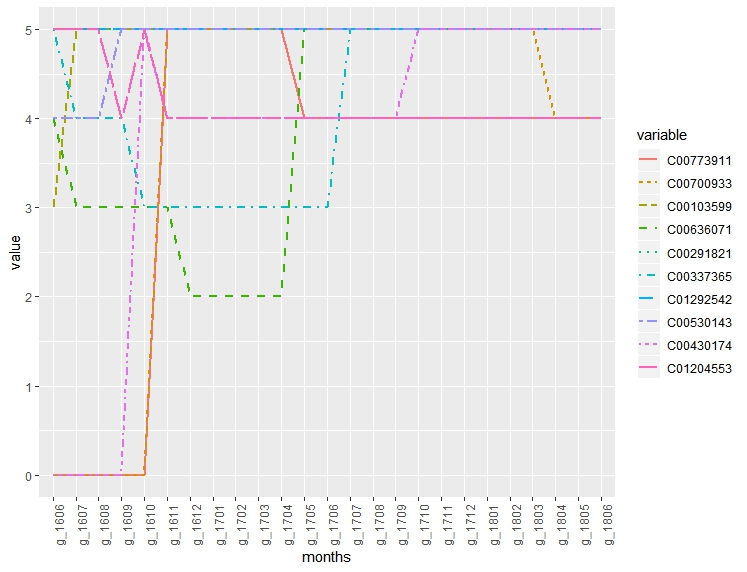 5
4
3
2
1
0
value
g_1606
g_1607
g_1608
g_1609
g_1610
g_1611
g_1612
g_1701
g_1702
g_1703
g_1704
g_1705
g_1706
g_1707
g_1708
g_1709
g_1710
g_1711
g_1712
g_1801
g_1802
g_1803
g_1804
g_1805
g_1806
months
variable
C00773911
C00700933
C00103599
C00636071
C00291821
C00337365
C01292542
C00530143
C00430174
C01204553